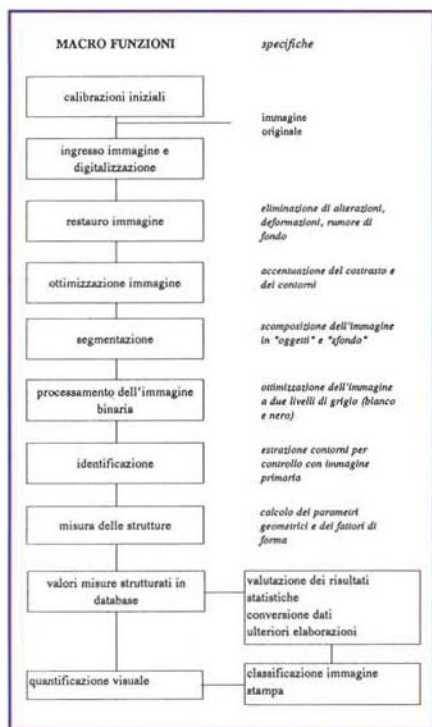 MACRO FUNZIONI
specifiche
calibrazioni iniziali
immagine
originale
ingresso immagine e
digitalizzazione
restauro immagine
eliminazione di alterazioni,
deformazioni, rumore di
fondo
ottimizzazione immagine
accentuazione del costrasto e
dei contorni
segmentazione
scomposizione dell'immagine
in "oggetti" e "sfondo"
processamento dell'immagine
binaria
ottimizzazione dell'immagine
a due livelli di grigio (bianco
e nero)
identificazione
estrazione contorni per
controllo con immagine
primaria
misura delle strutture
calcolo dei parametri
geometrici e dei fattori di
forma
valori misure strutturati in
database
valutazione dei risultati
statistiche
conversione dati
ulteriori elaborazioni
quantificazione visuale
classificazione immagine
stampa